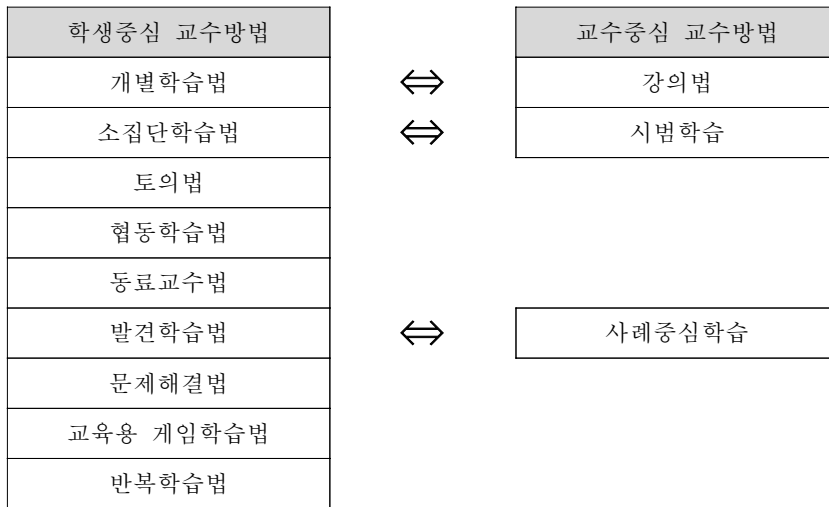 학생중심 교수방법
교수중심 교수방법
개별학습법
⇔
강의법
소집단학습법
⇔
시범학습
토의법
협동학습법
동료교수법
발견학습법
⇔
사례중심학습
문제해결법
교육용 게임학습법
반복학습법